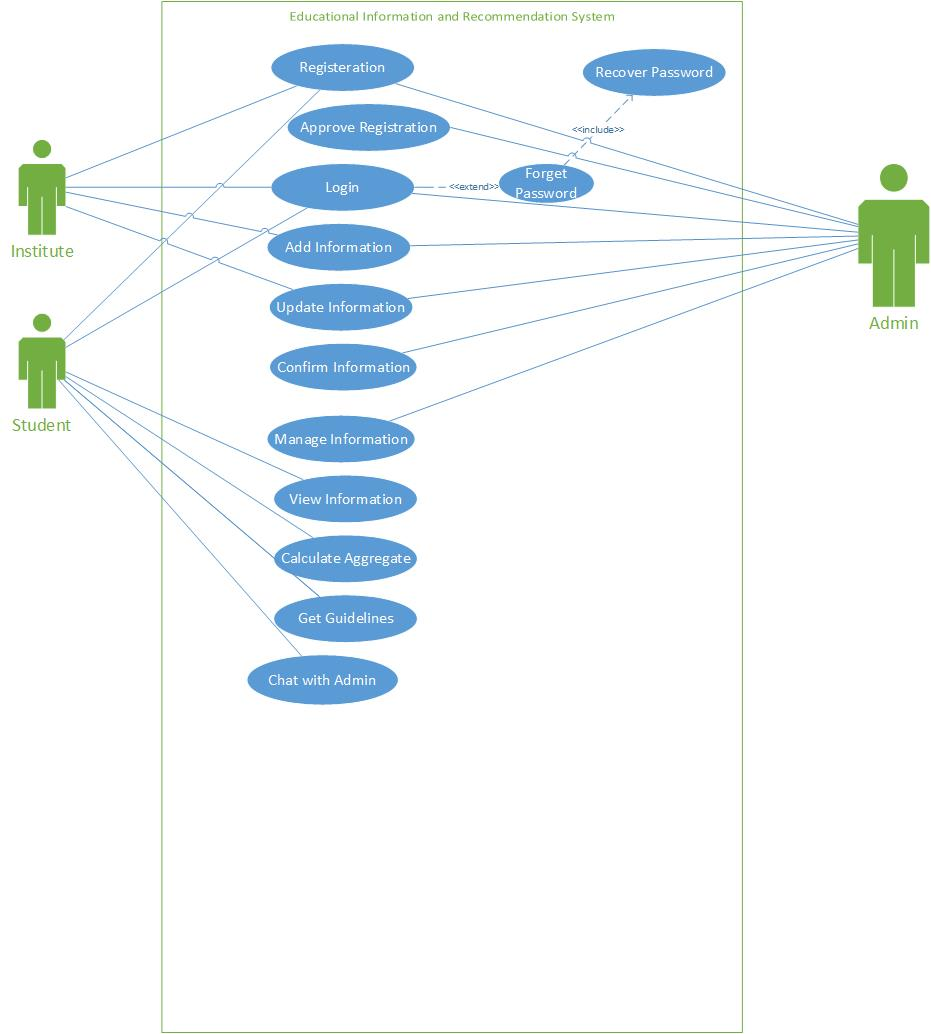 Educational Information and Recommendation System
Registeration
Recover Password
Approve Registration
<<include>>
Login
<<extend>>
Forget
Password
Institute
Add Information
Update Information
Admin
Confirm Information
Student
Manage Information
View Information
Calculate Aggregate
Get Guidelines
Chat with Admin